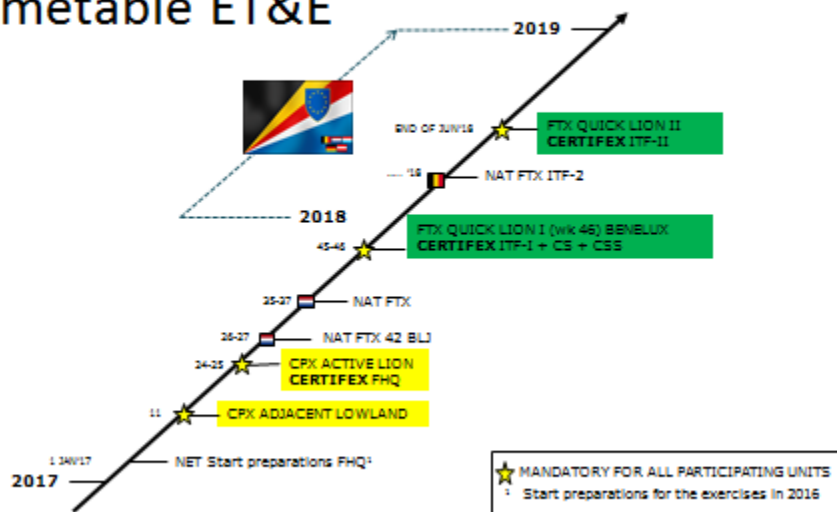 metable ET&E
2019
END OF JUN'18
FTX QUICK LION II
CERTIFEX ITF-II
..... '18
NAT FTX ITF-2
2018
45-46
FTX QUICK LION I (wk 46) BENELUX
CERTIFEX ITF-I + CS + CSS
35-37
NAT FTX
26-27
NAT FTX 42 BLJ
24-25
CPX ACTIVE LION
CERTIFEX FHQ
11
CPX ADJACENT LOWLAND
1 JAN'17
NET Start preparations FHQ¹
2017
MANDATORY FOR ALL PARTICIPATING UNITS
¹ Start preparations for the exercises in 2016